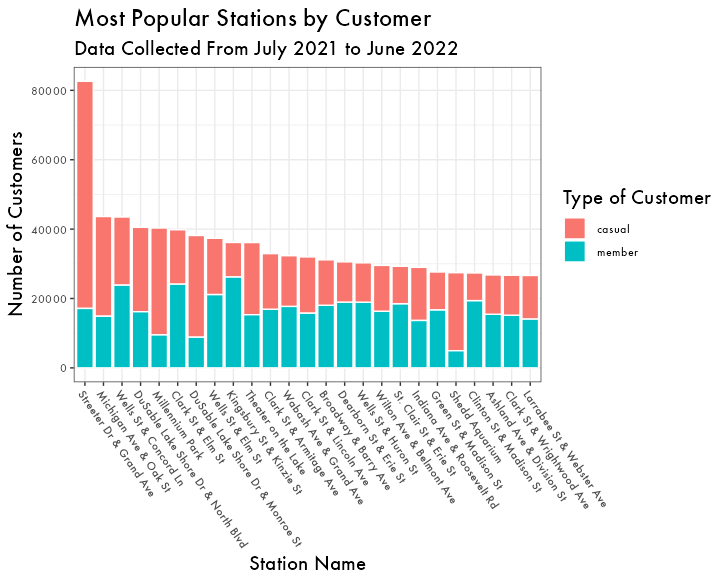 Most Popular Stations by Customer
Data Collected From July 2021 to June 2022
Number of Customers
80000
60000
40000
20000
0
Type of Customer
casual
member
Streeter Dr & Grand Ave
Michigan Ave & Oak St
Wells St & Concord Ln
DuSable Lake Shore Dr & North Blvd
Millennium Park
Clark St & Elm St
DuSable Lake Shore Dr & Monroe St
Wells St & Elm St
Kingsbury St & Kinzie St
Theater on the Lake
Clark St & Armitage Ave
Wabash Ave & Grand Ave
Clark St & Lincoln Ave
Broadway & Barry Ave
Dearborn St & Erie St
Wells St & Huron St
Wilton Ave & Belmont Ave
St. Clair St & Erie St
Indiana Ave & Roosevelt Rd
Green St & Madison St
Shedd Aquarium
Clinton St & Madison St
Ashland Ave & Division St
Clark St & Wrightwood Ave
Larrabee St & Webster Ave
Station Name